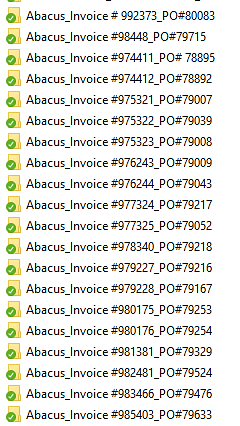 Abacus_Invoice # 992373_PO#80083
Abacus_Invoice #98448_PO#79715
Abacus_Invoice #974411_PO# 78895
Abacus_Invoice #974412_PO#78892
Abacus_Invoice #975321_PO#79007
Abacus_Invoice #975322_PO#79039
Abacus_Invoice #975323_PO#79008
Abacus_Invoice #976243_PO#79009
Abacus_Invoice #976244_PO#79043
Abacus_Invoice #977324_PO#79217
Abacus_Invoice #977325_PO#79052
Abacus_Invoice #978340_PO#79218
Abacus_Invoice #979227_PO#79216
Abacus_Invoice #979228_PO#79167
Abacus_Invoice #980175_PO#79253
Abacus_Invoice #980176_PO#79254
Abacus_Invoice #981381_PO#79329
Abacus_Invoice #982481_PO#79524
Abacus_Invoice #983466_PO#79476
Abacus_Invoice #985403_PO#79633